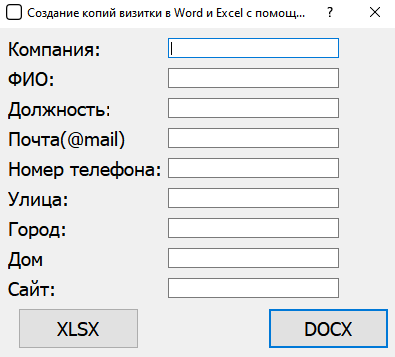 Создание копий визитки в Word и Excel с помощ...
Компания:
ФИО:
Должность:
Почта(@mail)
Номер телефона:
Улица:
Город:
Дом
Сайт:
XLSX DOCX